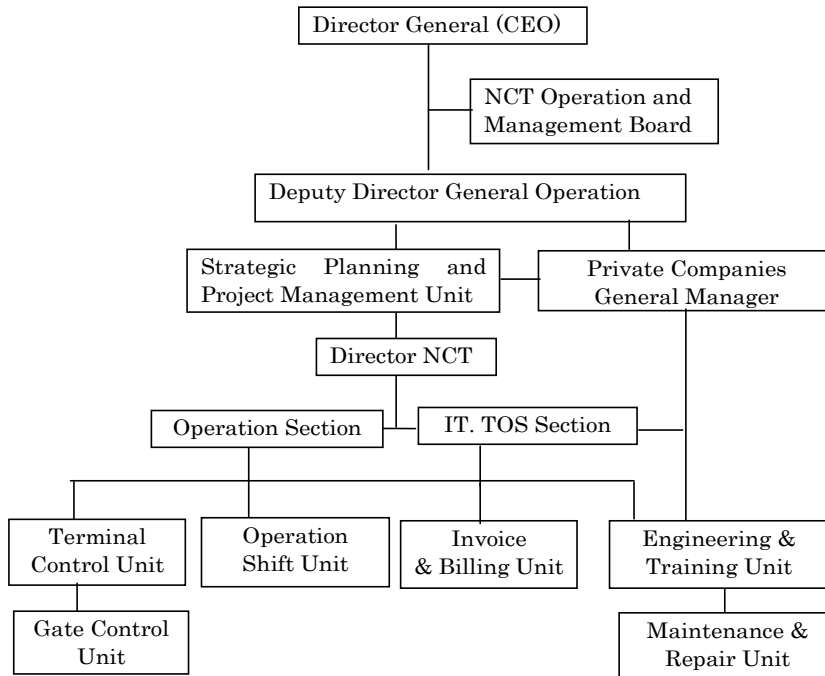 Director General (CEO)
NCT Operation and
Management Board
Deputy Director General Operation
Strategic Planning and
Project Management Unit
Private Companies
General Manager
Director NCT
Operation Section
IT. TOS Section
Terminal
Control Unit
Operation
Shift Unit
Invoice
& Billing Unit
Engineering &
Training Unit
Gate Control
Unit
Maintenance &
Repair Unit